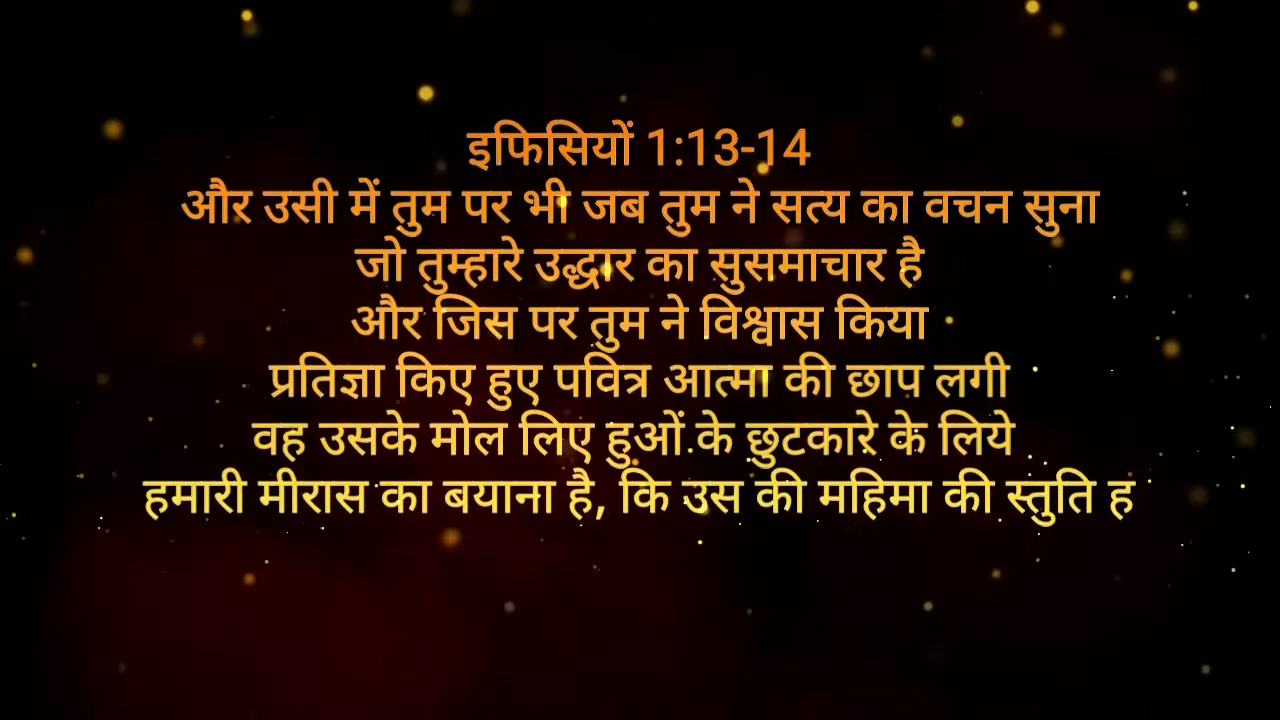 इफिसियों 1:13-14
और उसी में तुम पर भी जब तुम ने सत्य का वचन सुना
जो तुम्हारे उद्धार का सुसमाचार है
और जिस पर तुम ने विश्वास किया
प्रतिज्ञा किए हुए पवित्र आत्मा की छाप लगी
वह उसके मोल लिए हुओं के छुटकारे के लिये
हमारी मीरास का बयाना है, कि उस की महिमा की स्तुति ह